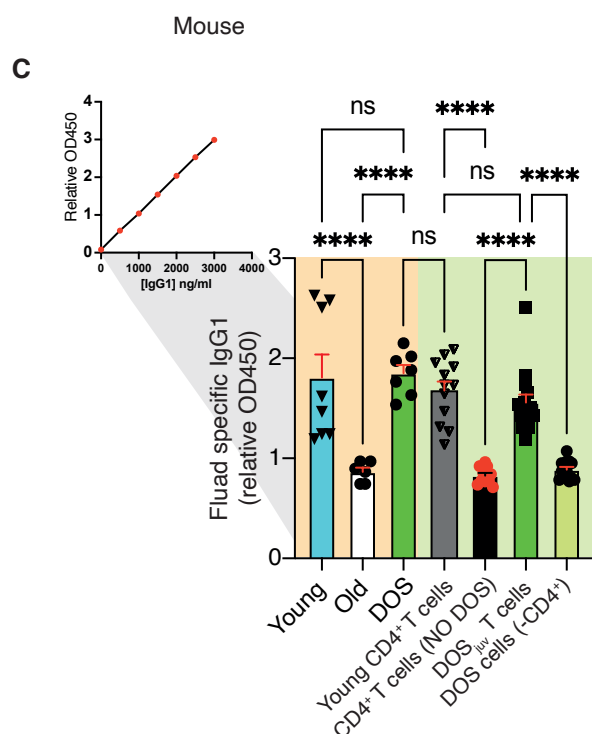 Mouse
C
Relative OD450
4
3
2
1
0
0 1000 2000 3000 4000
[IgG1] ng/ml
ns
****
****
ns
****
****
ns
****
Fluad specific IgG1
(relative OD450)
3
2
1
0
Young
Old
DOS
Young CD4⁺ T cells
CD4⁺ T cells (NO DOS)
DOSjuv T cells
DOS cells (-CD4⁺)